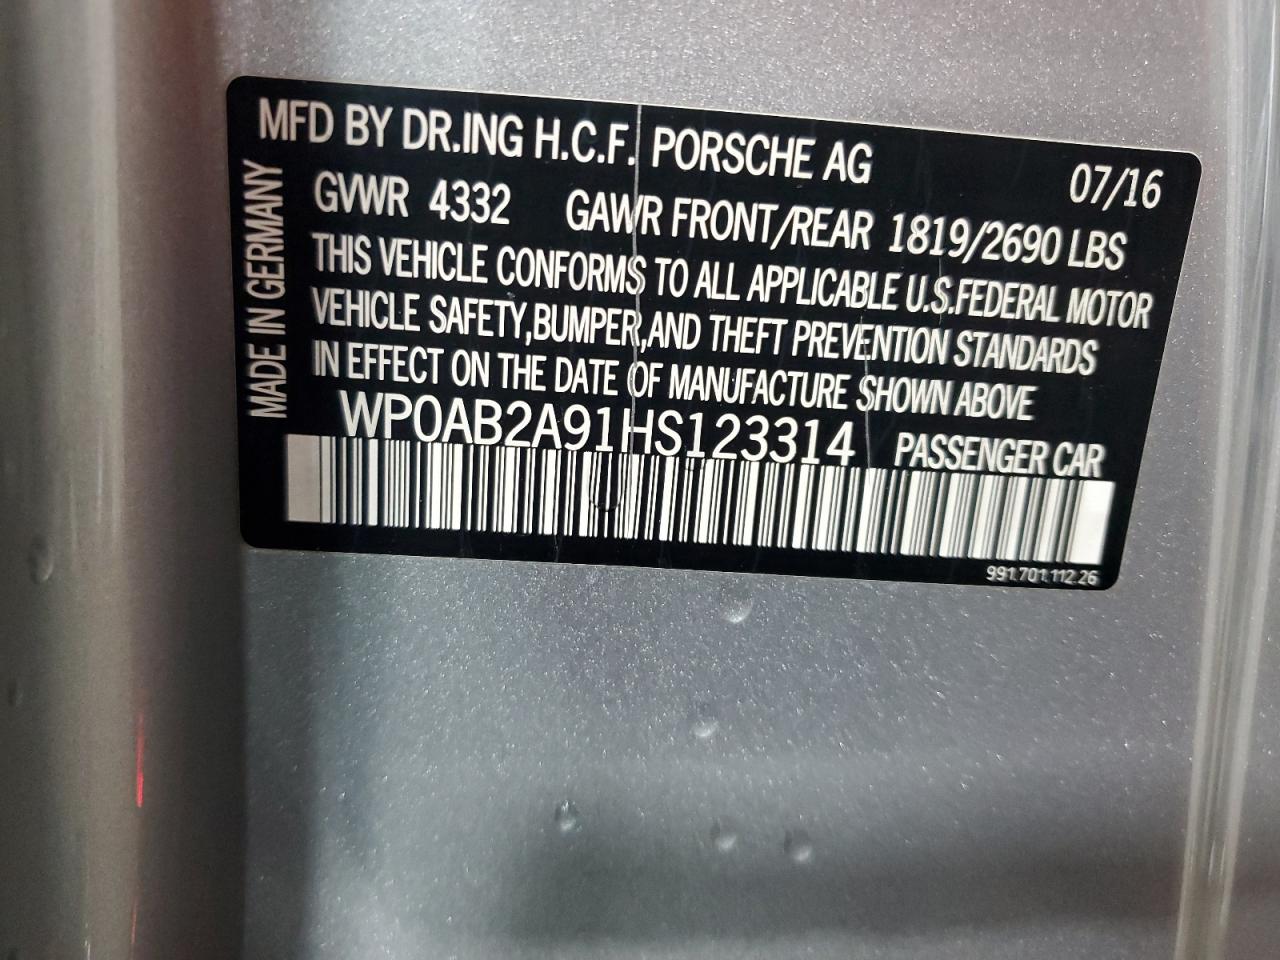 MFD BY DR.ING H.C.F. PORSCHE AG 07/16
GVWR 4332 GAWR FRONT/REAR 1819/2690 LBS
THIS VEHICLE CONFORMS TO ALL APPLICABLE U.S.FEDERAL MOTOR
VEHICLE SAFETY,BUMPER,AND THEFT PREVENTION STANDARDS
IN EFFECT ON THE DATE OF MANUFACTURE SHOWN ABOVE
WP0AB2A91HS123314 PASSENGER CAR
991.701.112.26
MADE IN GERMANY